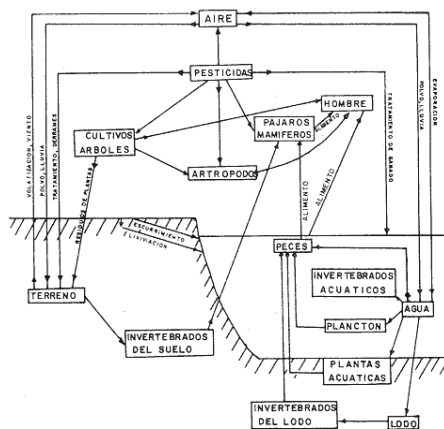 AIRE
PESTICIDAS
HOMBRE
PAJAROS
MAMIFEROS
ALIMENTO
CULTIVOS
ARBOLES
ARTROPODOS
VOLATIZACION, VIENTO
POLVO, LLUVIA
TRATAMIENTO, DERRAMES
RESIDUOS DE PLANTAS
TRATAMIENTO DE GANADO
POLVO, LLUVIA
EVAPORACION
ESCURRIMIENTO
LIXIVIACION
ALIMENTO
ALIMENTO
PECES
INVERTEBRADOS
ACUATICOS
TERRENO
AGUA
PLANCTON
INVERTEBRADOS
DEL SUELO
PLANTAS
ACUATICAS
INVERTEBRADOS
DEL LODO
LODO